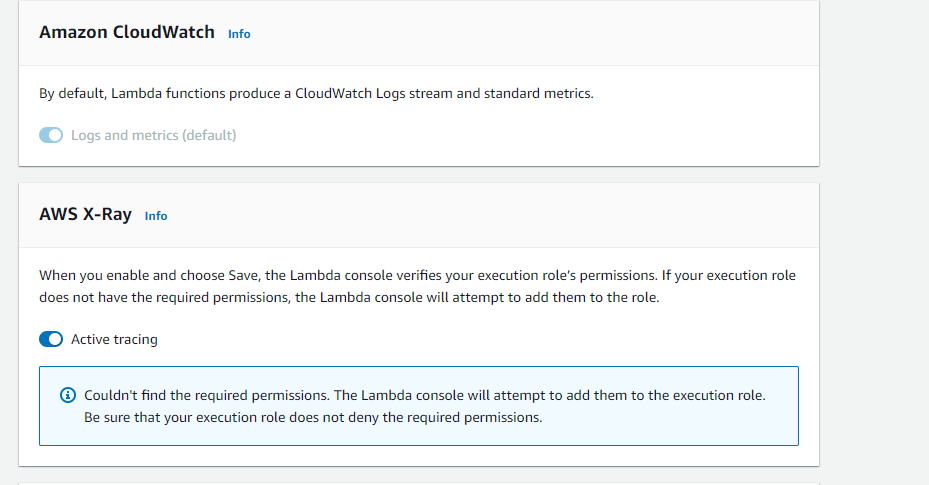 Amazon CloudWatch Info
By default, Lambda functions produce a CloudWatch Logs stream and standard metrics.
Logs and metrics (default)
AWS X-Ray Info
When you enable and choose Save, the Lambda console verifies your execution role's permissions. If your execution role
does not have the required permissions, the Lambda console will attempt to add them to the role.
Active tracing
Couldn't find the required permissions. The Lambda console will attempt to add them to the execution role.
Be sure that your execution role does not deny the required permissions.